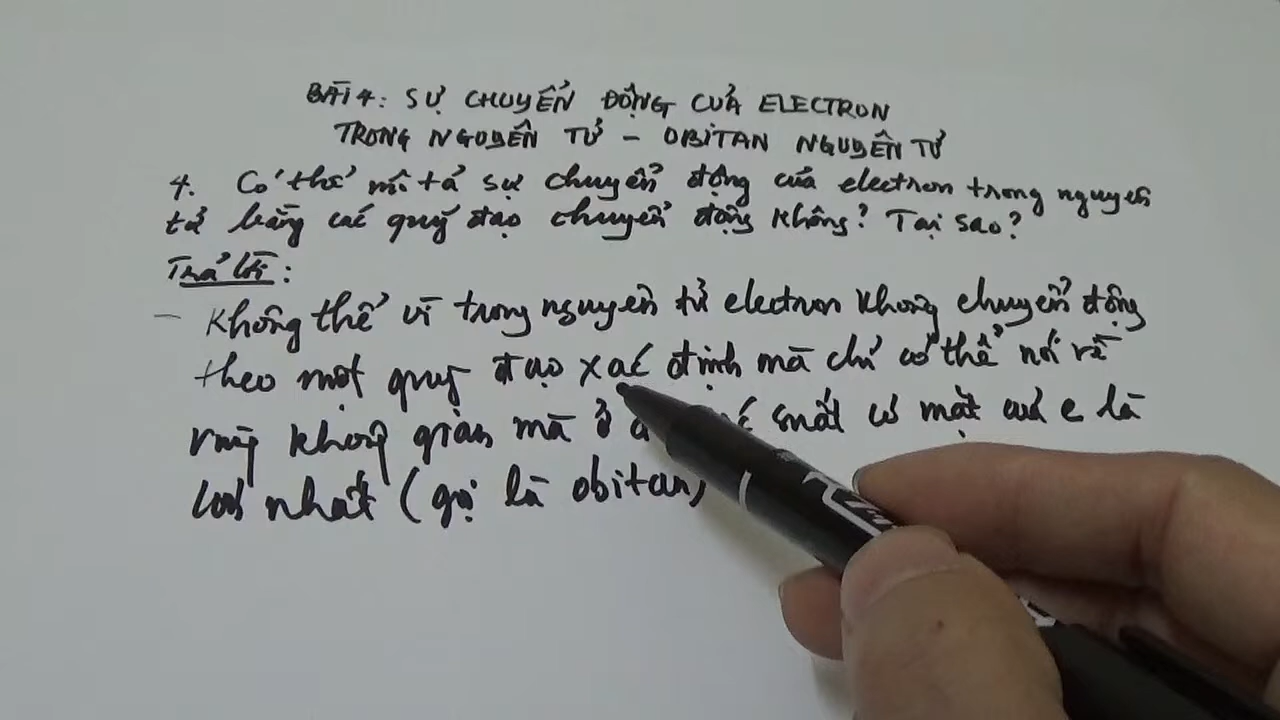 BÀI 4: SỰ CHUYỂN ĐỘNG CỦA ELECTRON
TRONG NGUYÊN TỬ - OBITAN NGUYÊN TỬ
4. Có thể mô tả sự chuyển động của electron trong nguyên
tử bằng các quỹ đạo chuyển động không? Tại sao?
Trả lời:
- Không thể vì trong nguyên tử electron không chuyển động
theo một quỹ đạo xác định mà chỉ có thể nói về
vùng không gian mà ở suất có mặt của e là
lớn nhất (gọi là obitan)